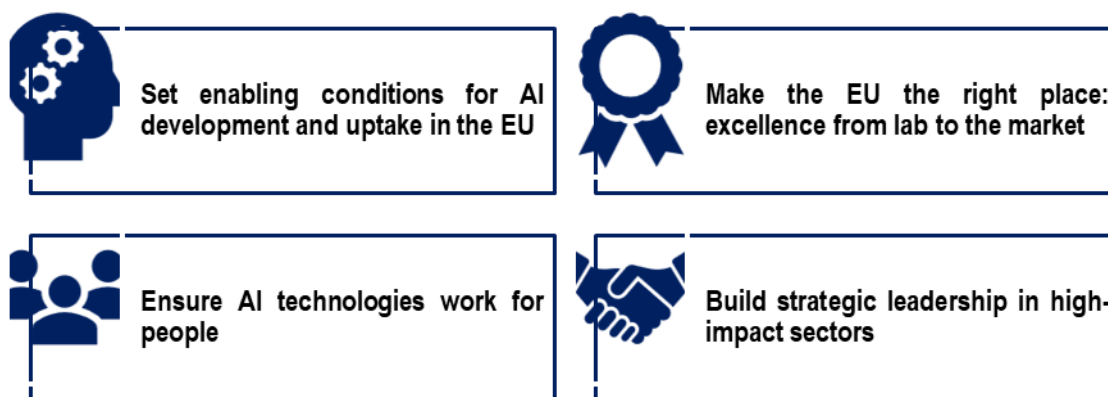 Set enabling conditions for AI
development and uptake in the EU
Make the EU the right place:
excellence from lab to the market
Ensure AI technologies work for
people
Build strategic leadership in high-
impact sectors